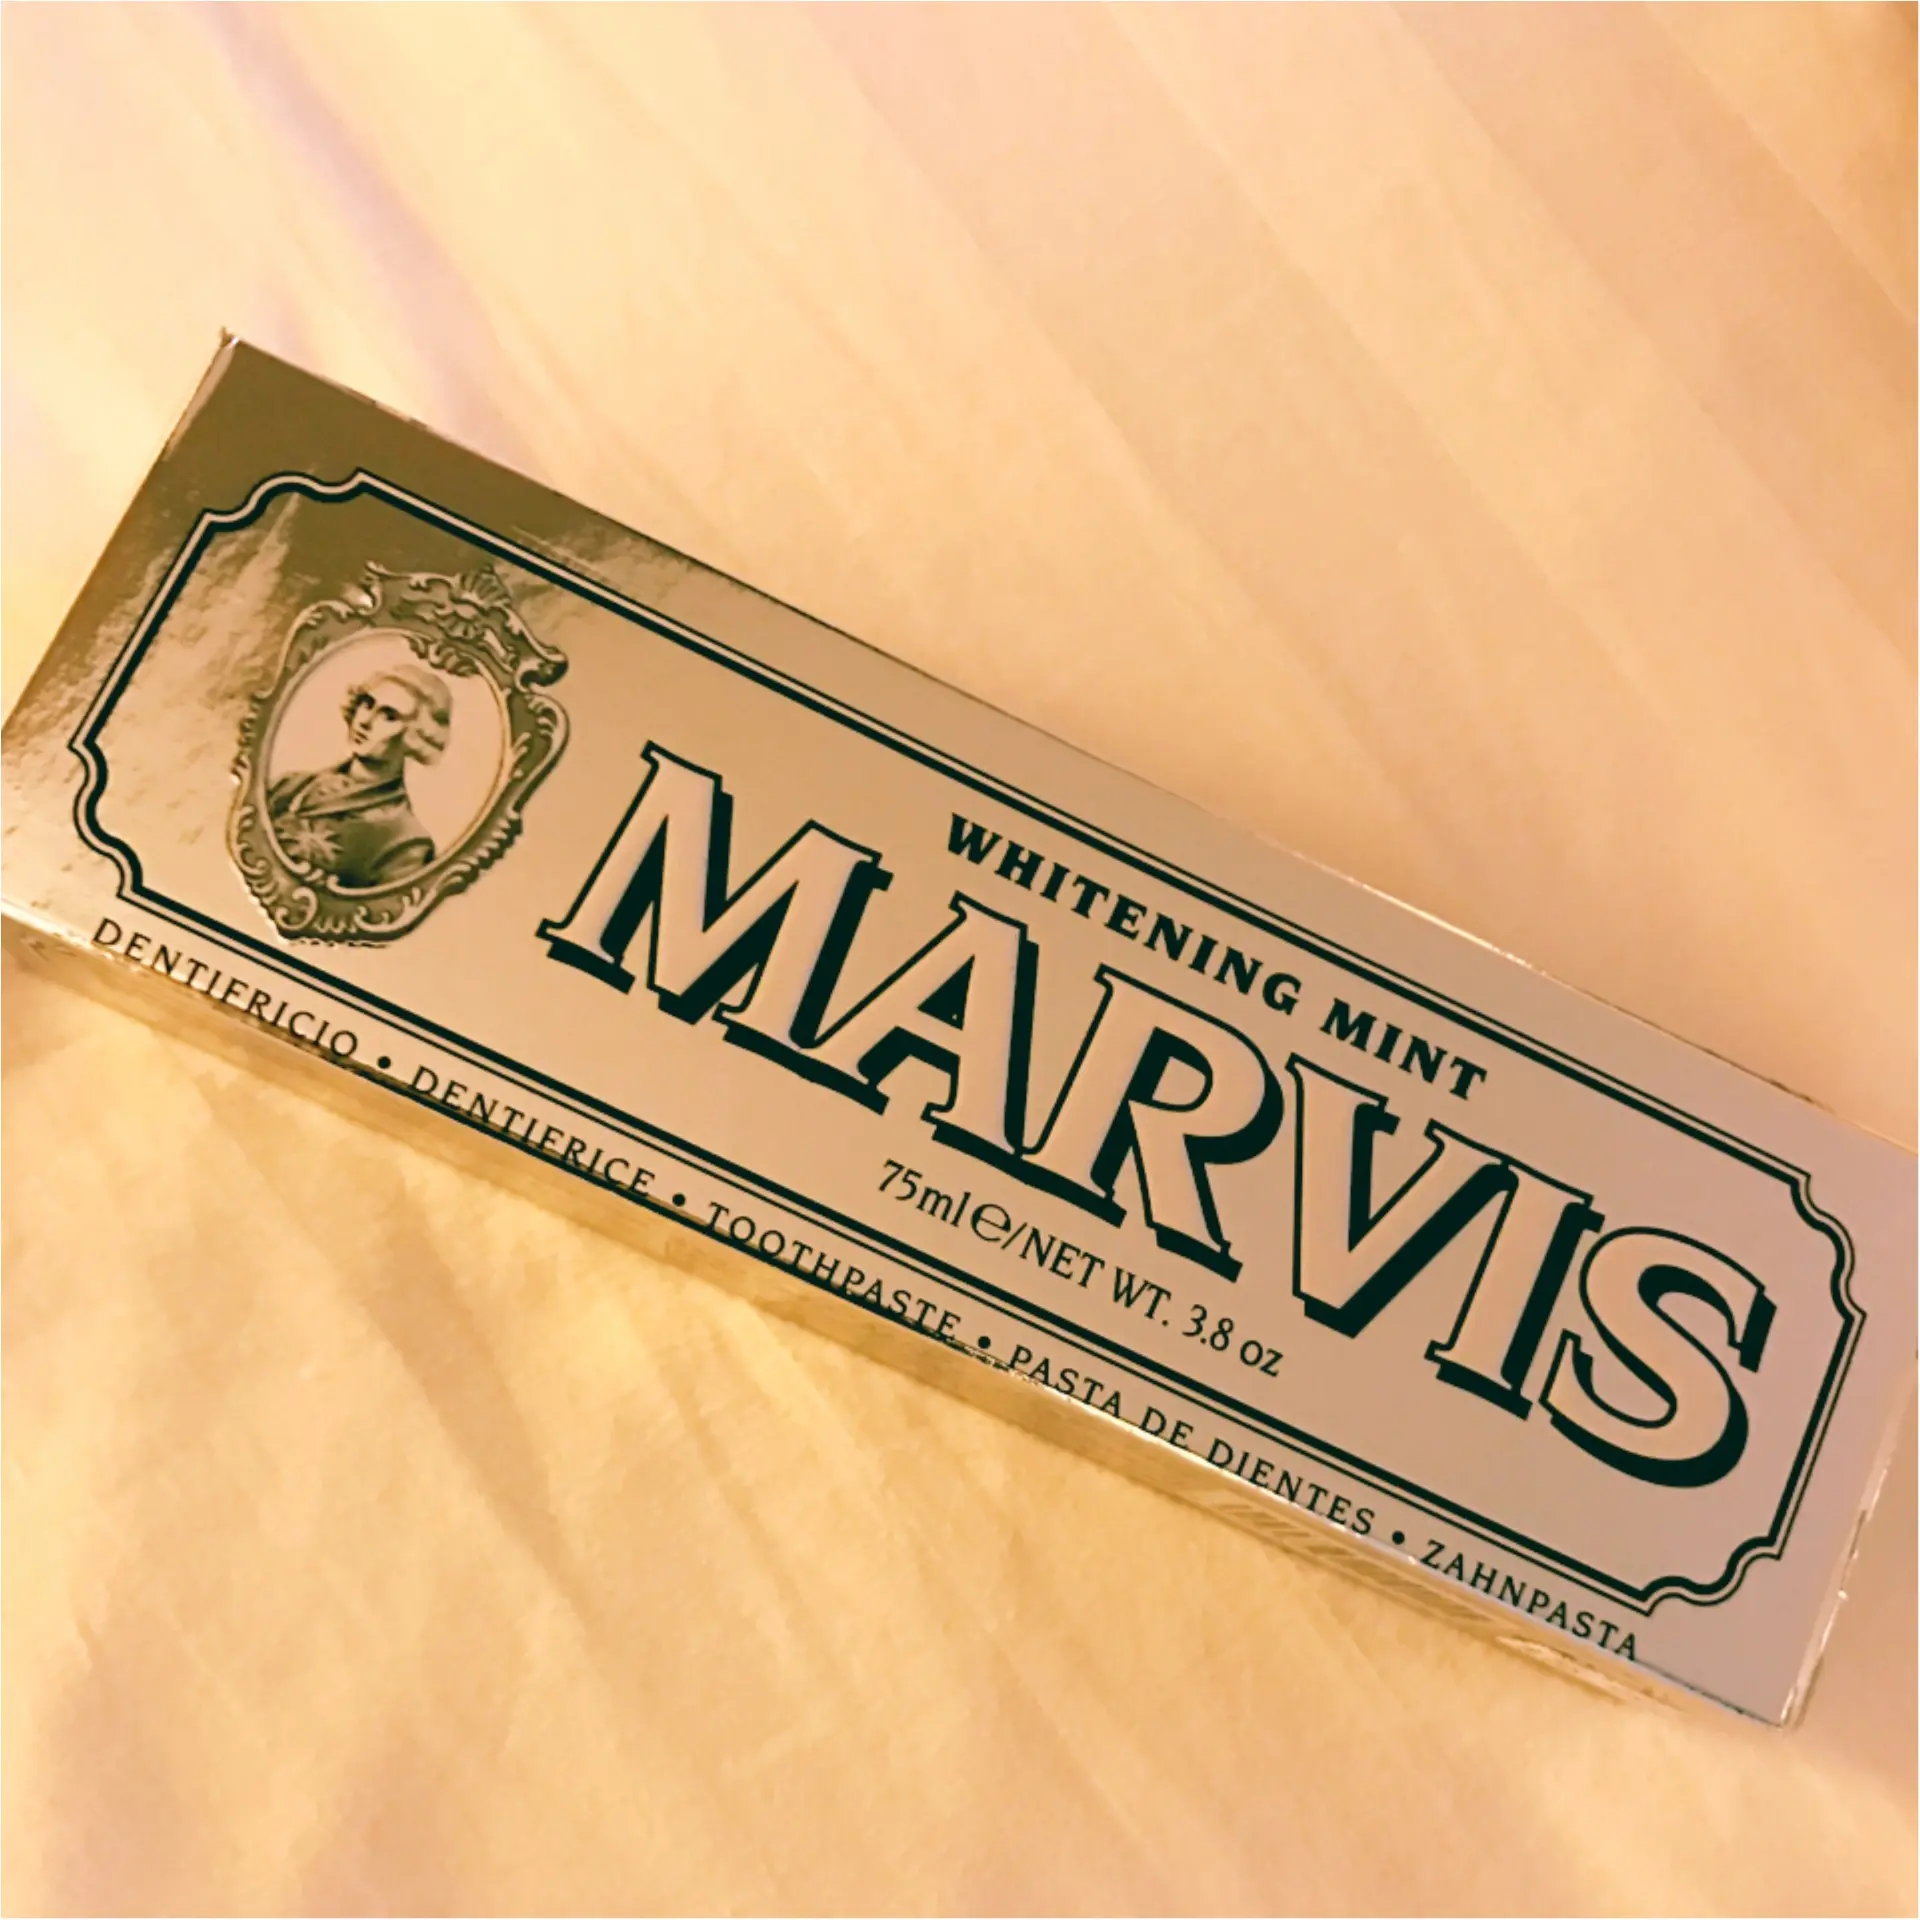 WHITENING MINT
MARVIS
75ml℮/NET WT. 3.8 oz
DENTIFRICIO • DENTIFRICE • TOOTHPASTE • PASTA DE DIENTES • ZAHNPASTA